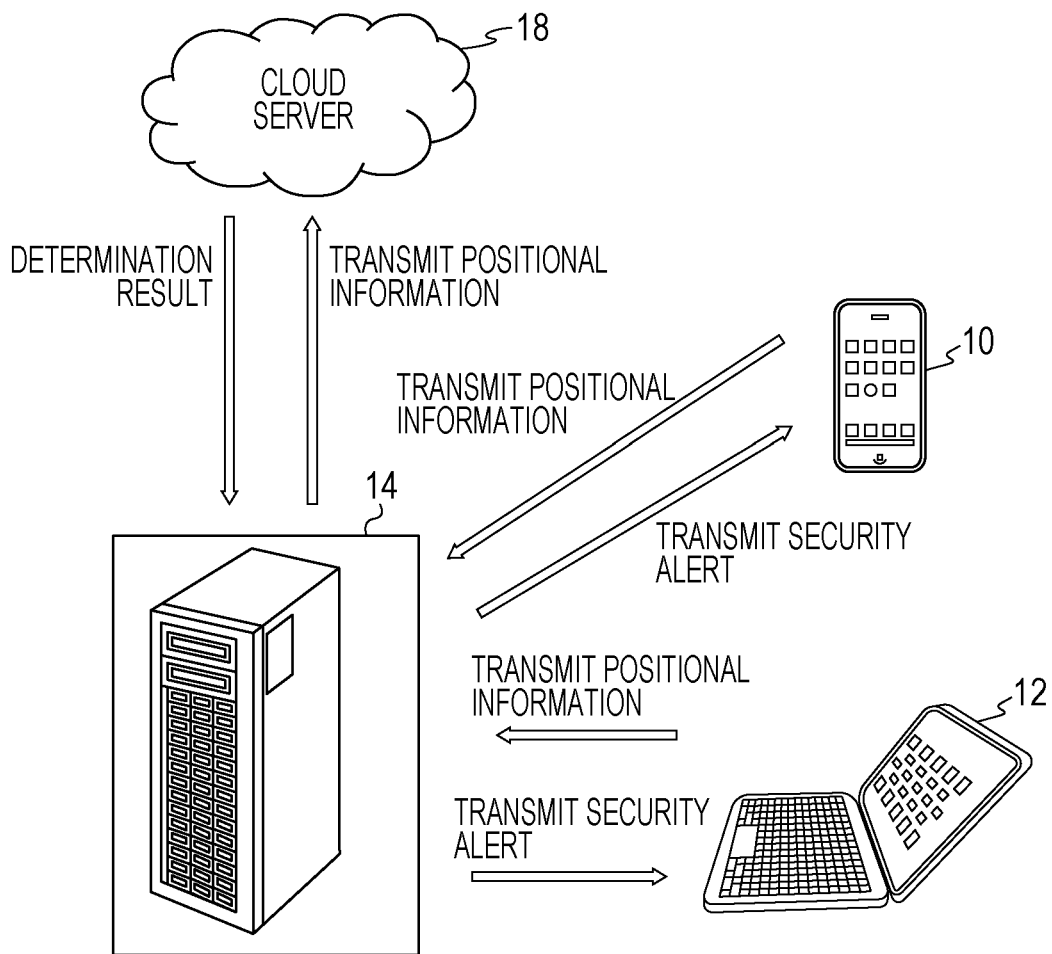 18
CLOUD
SERVER
DETERMINATION
RESULT
TRANSMIT POSITIONAL
INFORMATION
10
TRANSMIT POSITIONAL
INFORMATION
14
TRANSMIT SECURITY
ALERT
TRANSMIT POSITIONAL
INFORMATION
12
TRANSMIT SECURITY
ALERT